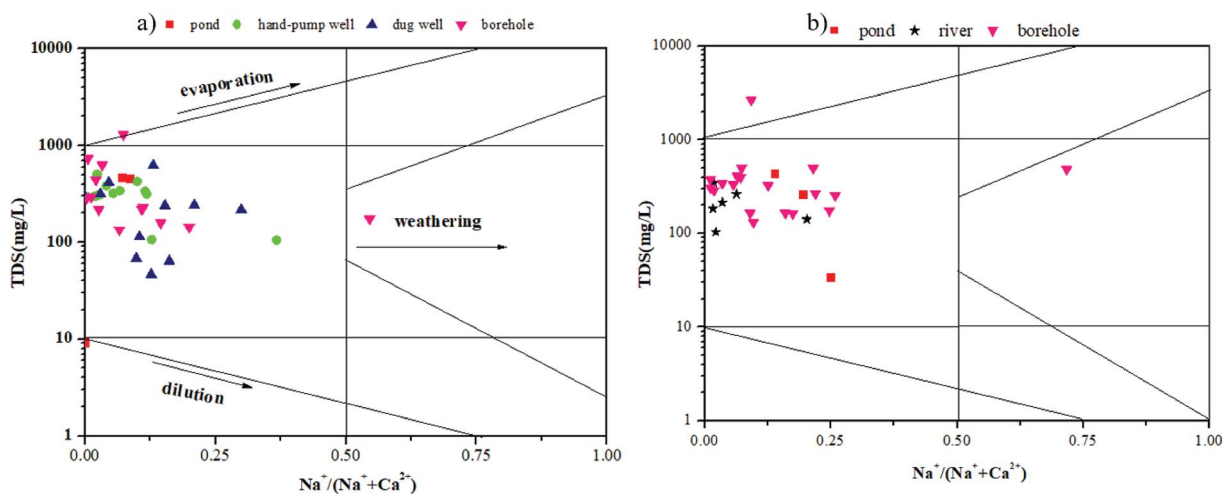 a)
pond hand-pump well dug well borehole
10000
1000
100
10
1
TDS(mg/L)
evaporation
weathering
dilution
0.00 0.25 0.50 0.75 1.00
Na⁺/(Na⁺+Ca²⁺)
b)
pond river borehole
10000
1000
100
10
1
TDS(mg/L)
0.00 0.25 0.50 0.75 1.00
Na⁺/(Na⁺+Ca²⁺)